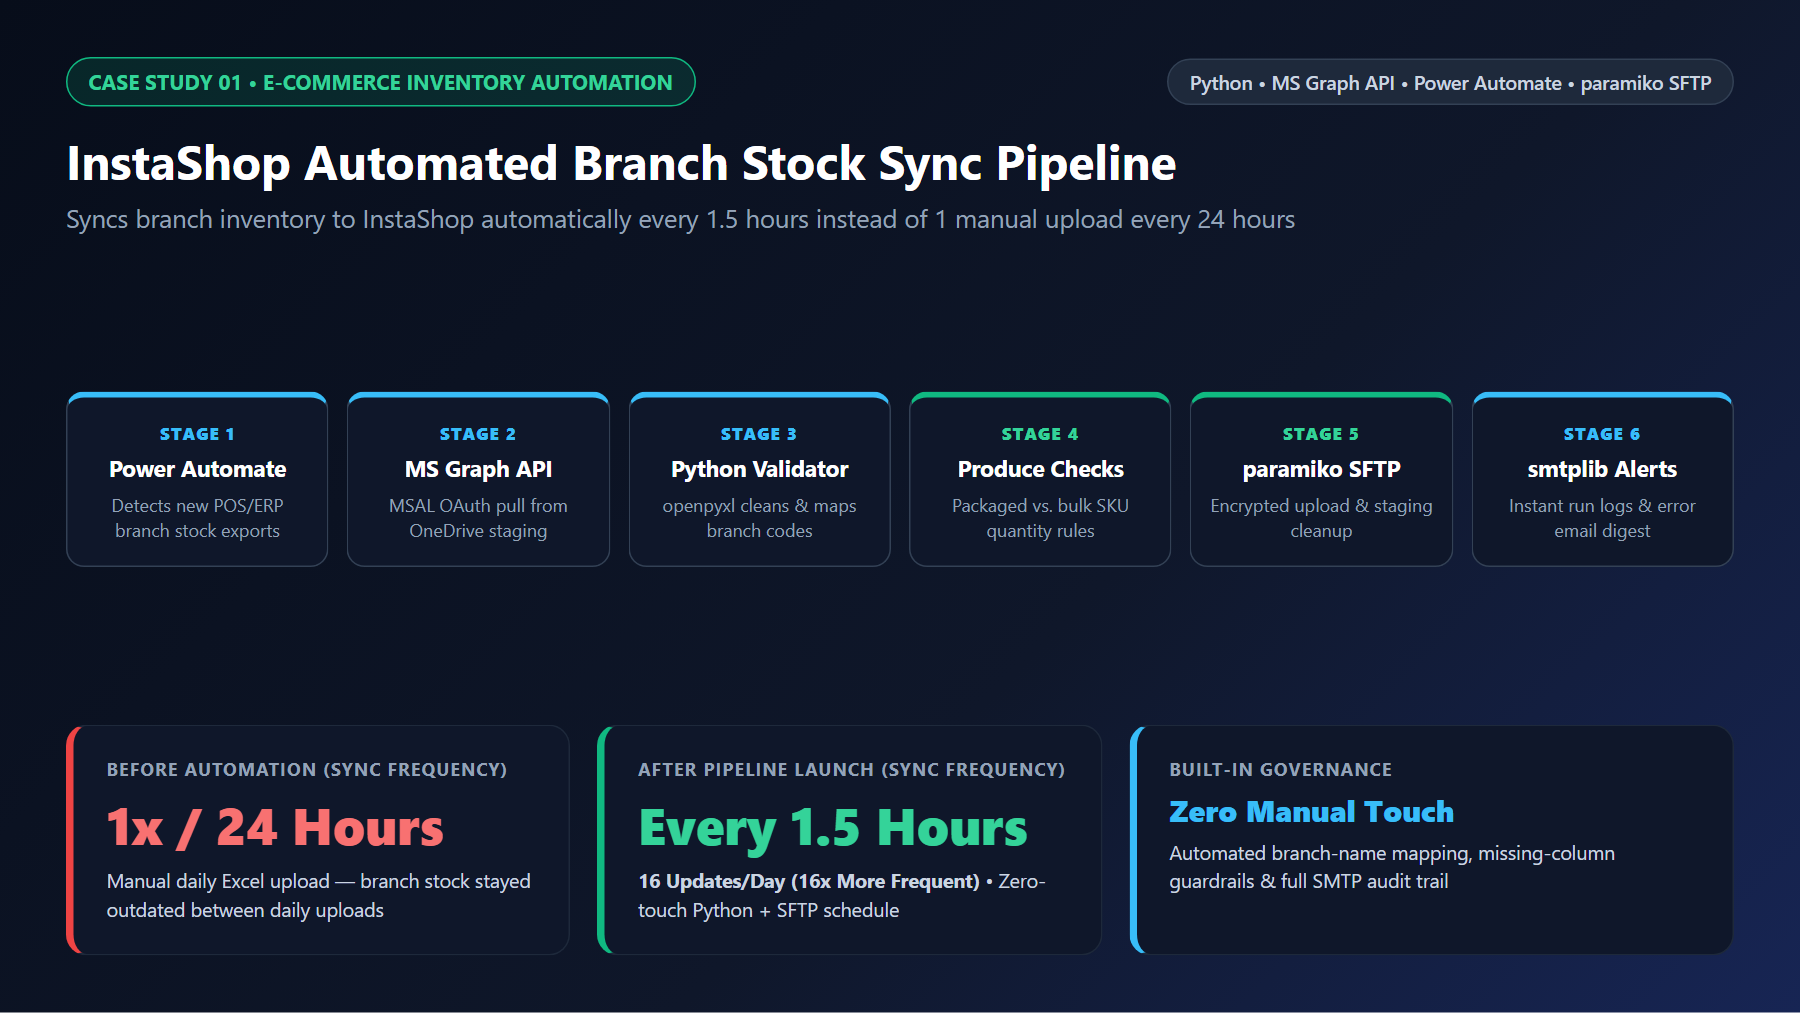 CASE STUDY 01 • E-COMMERCE INVENTORY AUTOMATION
Python • MS Graph API • Power Automate • paramiko SFTP
InstaShop Automated Branch Stock Sync Pipeline
Syncs branch inventory to InstaShop automatically every 1.5 hours instead of 1 manual upload every 24 hours
STAGE 1
Power Automate
Detects new POS/ERP
branch stock exports
STAGE 2
MS Graph API
MSAL OAuth pull from
OneDrive staging
STAGE 3
Python Validator
openpyxl cleans & maps
branch codes
STAGE 4
Produce Checks
Packaged vs. bulk SKU
quantity rules
STAGE 5
paramiko SFTP
Encrypted upload & staging
cleanup
STAGE 6
smtplib Alerts
Instant run logs & error
email digest
BEFORE AUTOMATION (SYNC FREQUENCY)
1x / 24 Hours
Manual daily Excel upload — branch stock stayed
outdated between daily uploads
AFTER PIPELINE LAUNCH (SYNC FREQUENCY)
Every 1.5 Hours
16 Updates/Day (16x More Frequent) • Zero-
touch Python + SFTP schedule
BUILT-IN GOVERNANCE
Zero Manual Touch
Automated branch-name mapping, missing-column
guardrails & full SMTP audit trail